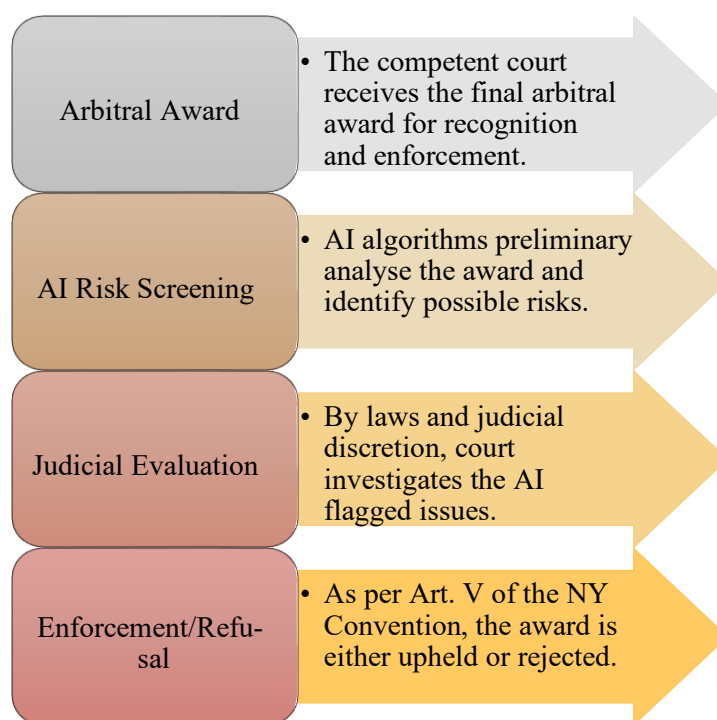 Arbitral Award
• The competent court
receives the final arbitral
award for recognition
and enforcement.
AI Risk Screening
• AI algorithms preliminary
analyse the award and
identify possible risks.
Judicial Evaluation
• By laws and judicial
discretion, court
investigates the AI
flagged issues.
Enforcement/Refu-
sal
• As per Art. V of the NY
Convention, the award is
either upheld or rejected.